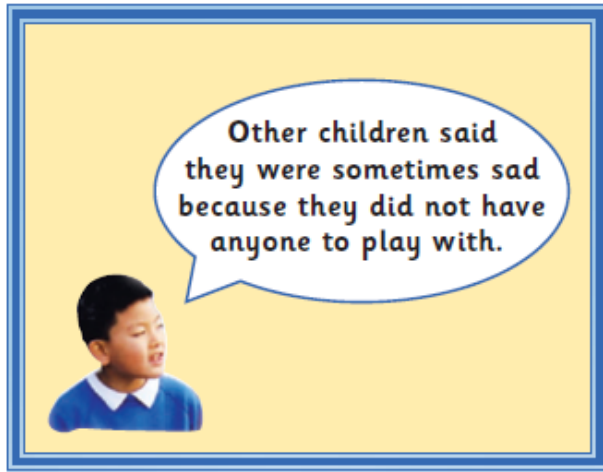 Other children said
they were sometimes sad
because they did not have
anyone to play with.